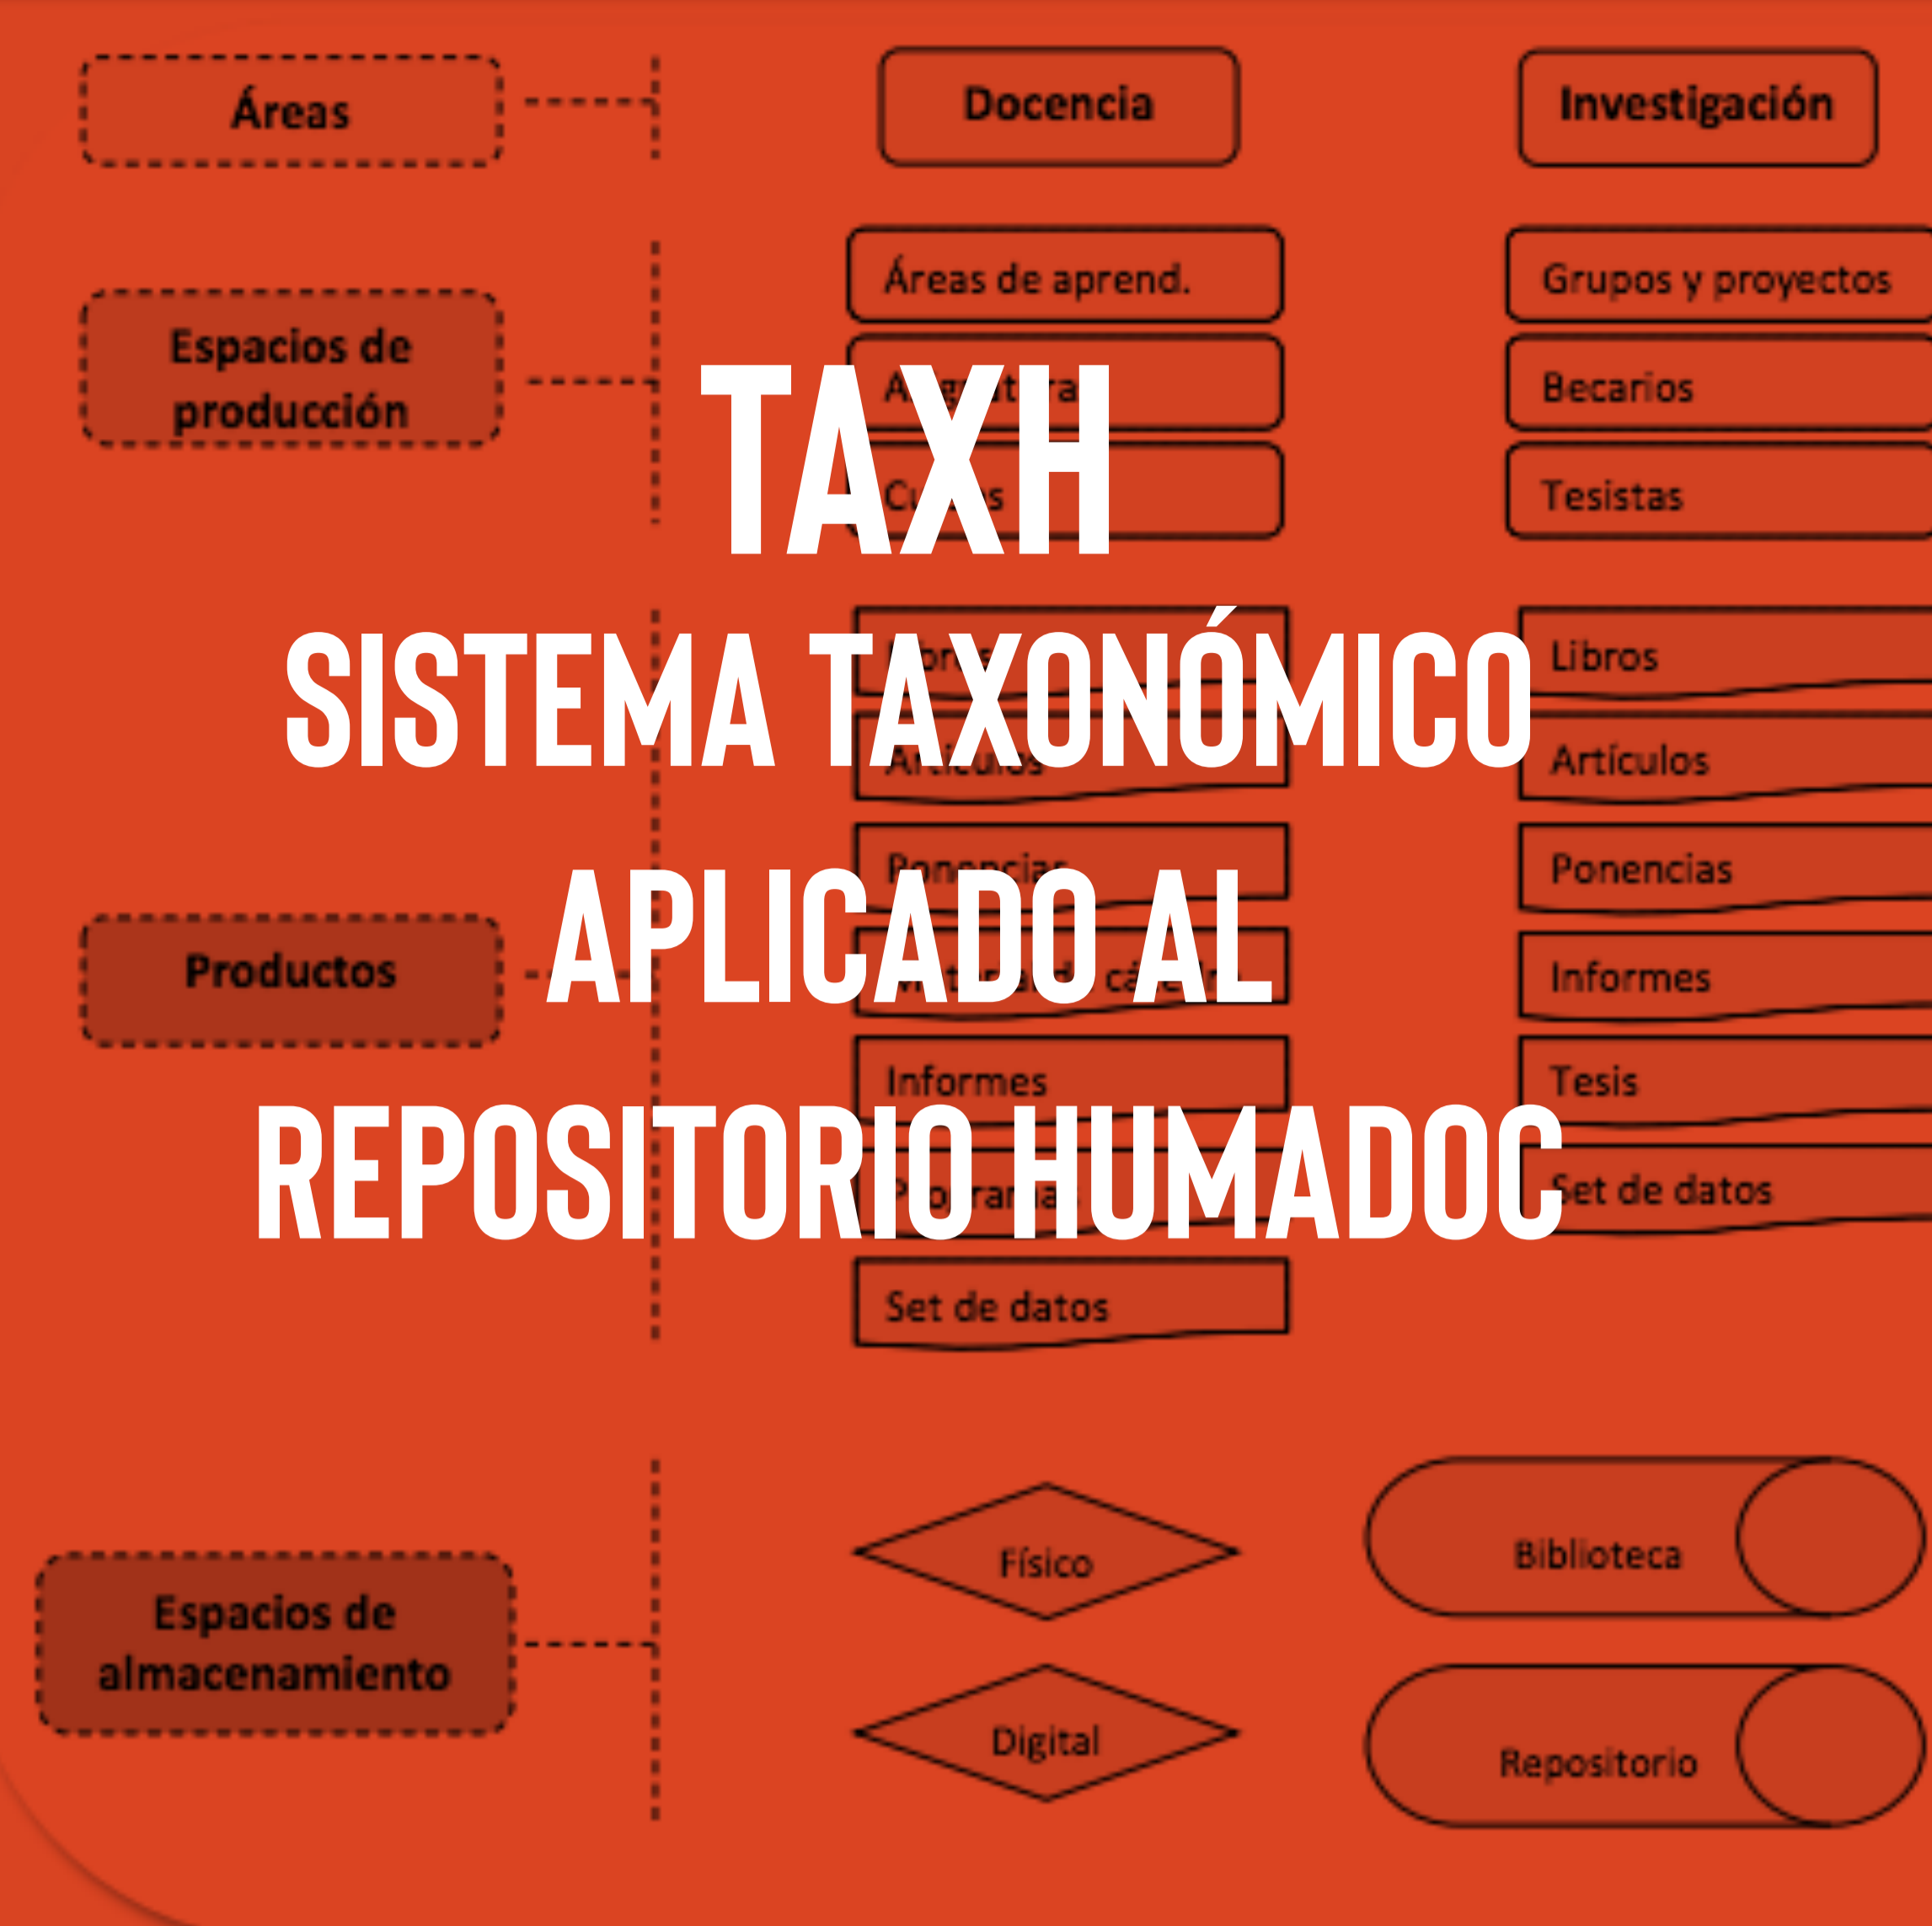 Áreas
Docencia
Investigación
Espacios de
producción
Áreas de aprend.
Grupos y proyectos
Becarios
Tesistas
TAXH
SISTEMA TAXONÓMICO
APLICADO AL
REPOSITORIO HUMADOC
Productos
Artículos
Ponencias
Informes
Set de datos
Libros
Artículos
Ponencias
Informes
Tesis
Set de datos
Espacios de
almacenamiento
Físico
Biblioteca
Digital
Repositorio